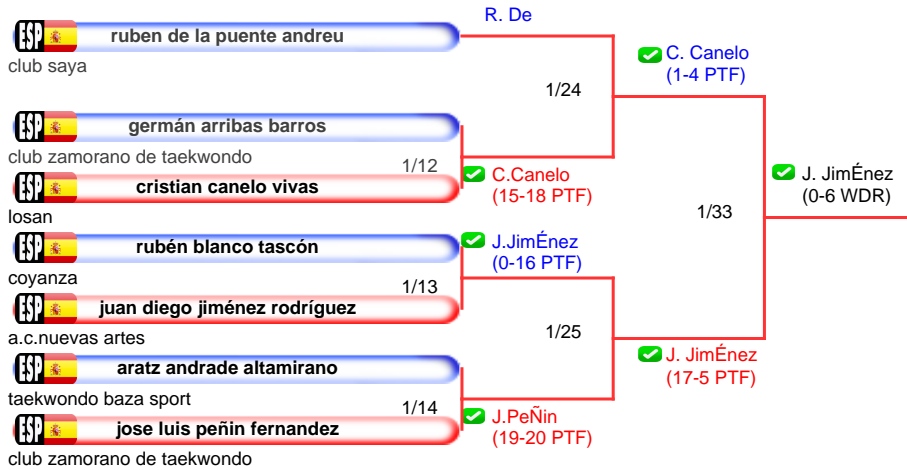 R. De
ESP ruben de la puente andreu
club saya
C. Canelo
(1-4 PTF)
1/24
ESP germán arribas barros
club zamorano de taekwondo
1/12
ESP cristian canelo vivas
losan
C.Canelo
(15-18 PTF)
J. JimÉnez
(0-6 WDR)
1/33
ESP rubén blanco tascón
coyanza
J.JimÉnez
(0-16 PTF)
1/13
ESP juan diego jiménez rodríguez
a.c.nuevas artes
1/25
J. JimÉnez
(17-5 PTF)
ESP aratz andrade altamirano
taekwondo baza sport
1/14
ESP jose luis peñin fernandez
club zamorano de taekwondo
J.PeÑin
(19-20 PTF)